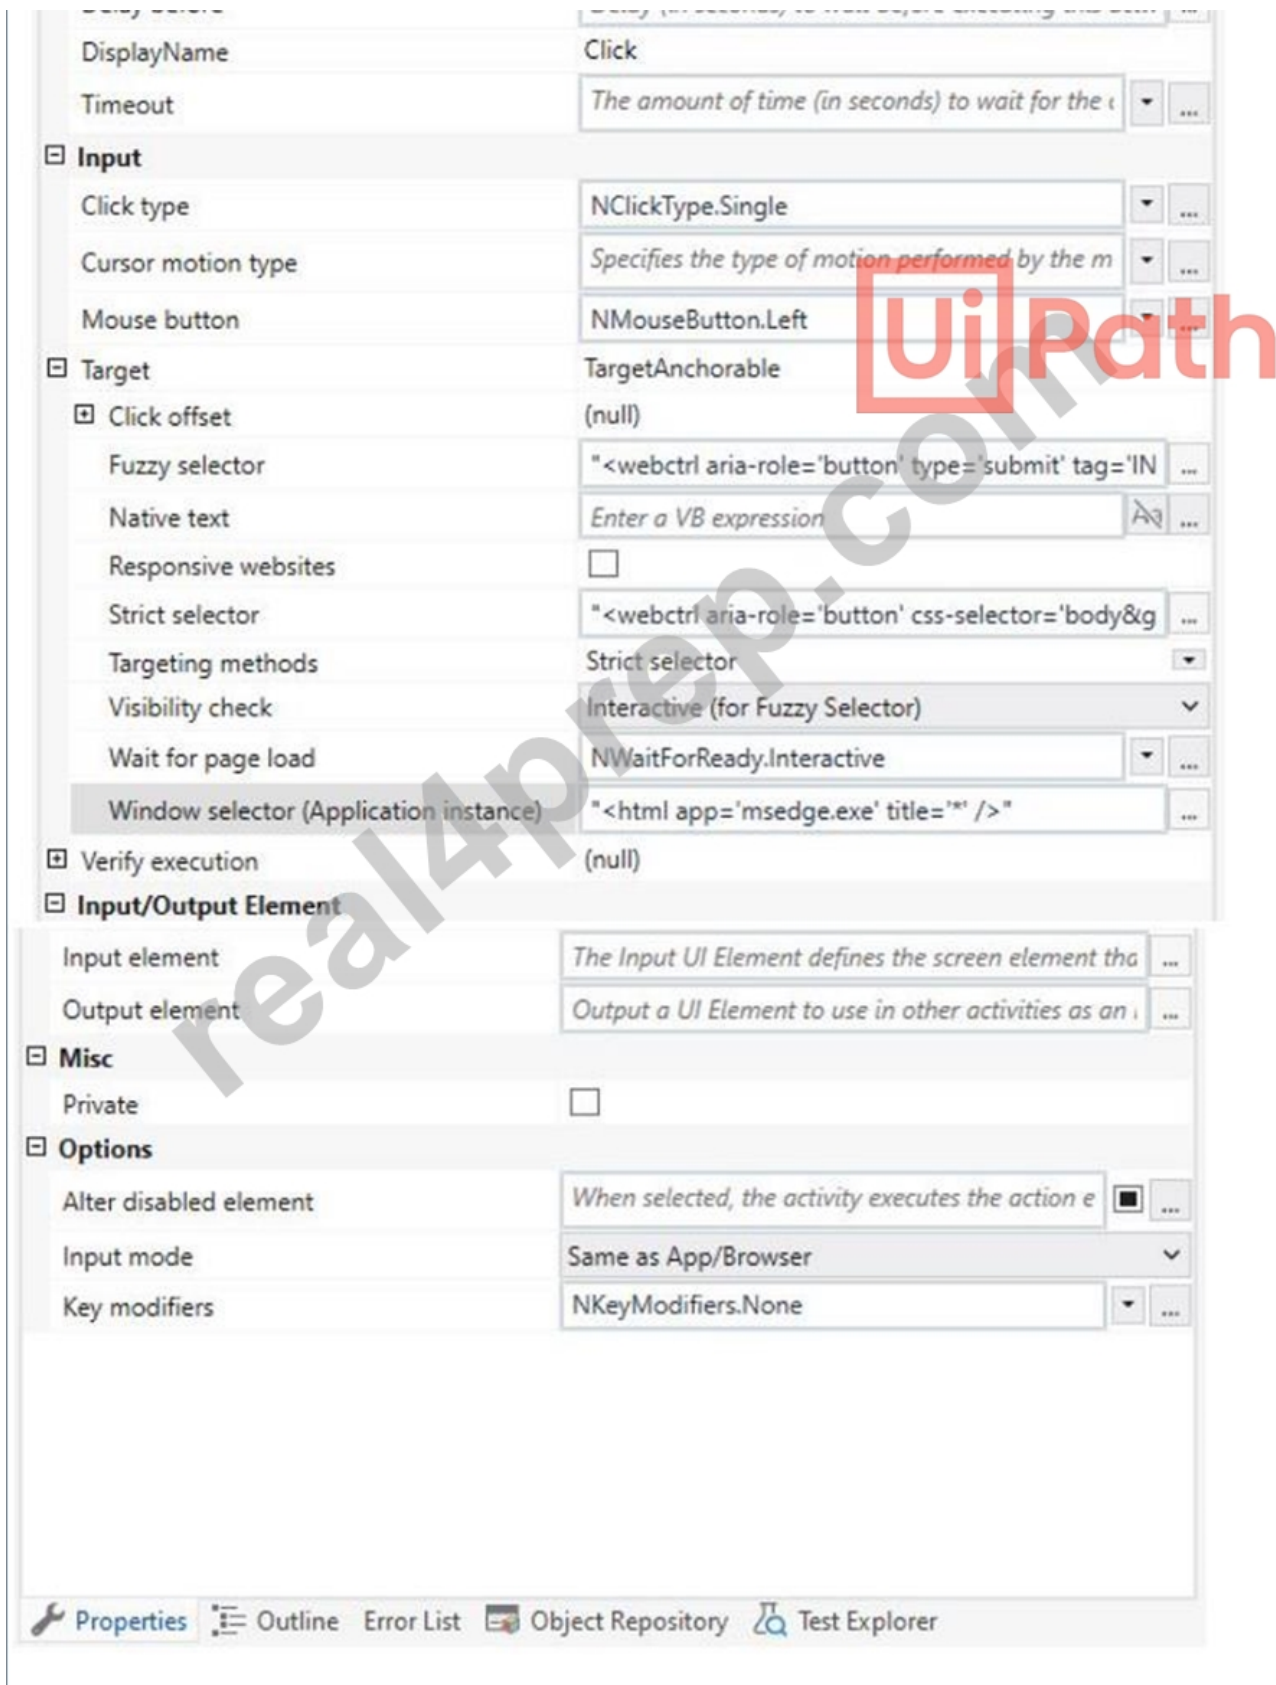 DisplayName Click
Timeout The amount of time (in seconds) to wait for the c ...
Input
Click type NClickType.Single ...
Cursor motion type Specifies the type of motion performed by the m ...
Mouse button NMouseButton.Left ...
UiPath
Target TargetAnchorable
Click offset (null)
Fuzzy selector "<webctrl aria-role='button' type='submit' tag='IN ...
Native text Enter a VB expression ...
Responsive websites
Strict selector "<webctrl aria-role='button' css-selector='body&g ...
Targeting methods Strict selector
Visibility check Interactive (for Fuzzy Selector)
Wait for page load NWaitForReady.Interactive ...
Window selector (Application instance) "<html app='msedge.exe' title='*' />" ...
Verify execution (null)
Input/Output Element
Input element The Input UI Element defines the screen element tha ...
Output element Output a UI Element to use in other activities as an ...
Misc
Private
Options
Alter disabled element When selected, the activity executes the action e ...
Input mode Same as App/Browser
Key modifiers NKeyModifiers.None ...
Properties Outline Error List Object Repository Test Explorer
real4prep.com